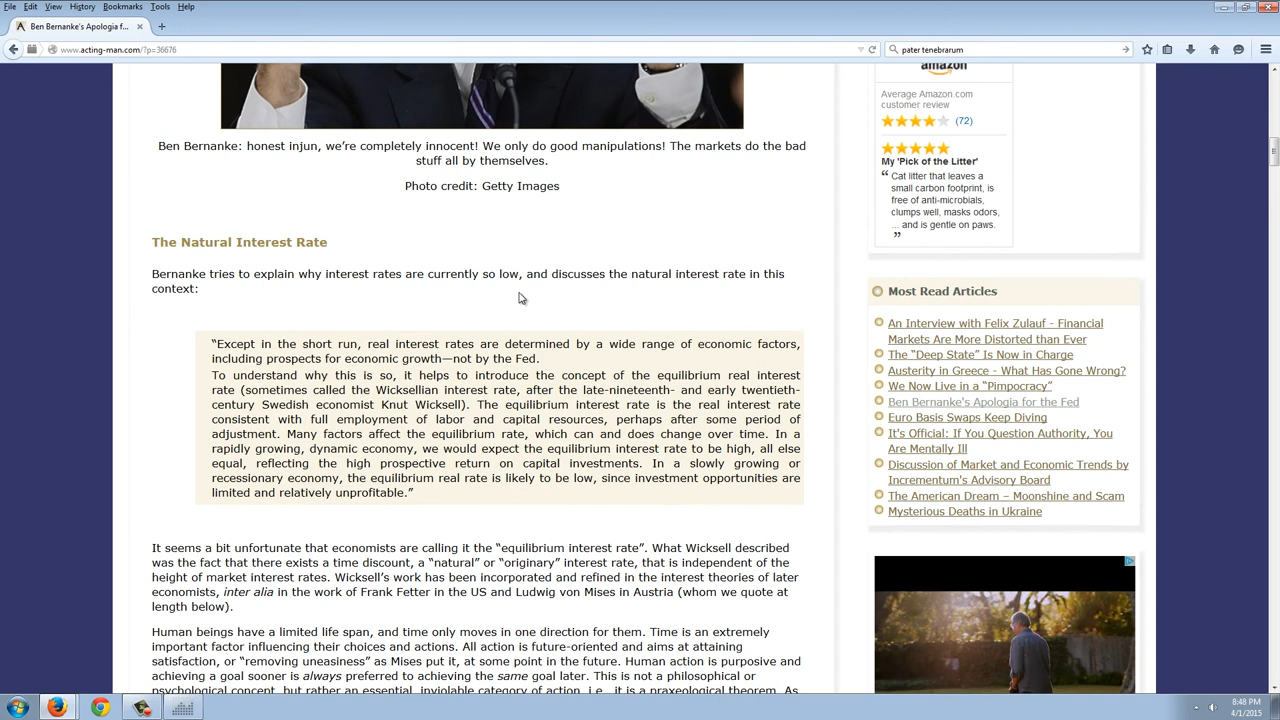 File Edit View History Bookmarks Tools Help
Ben Bernanke's Apologia f...
www.acting-man.com/?p=36676
pater tenebrarum
amazon
Average Amazon.com
customer review
(72)
My 'Pick of the Litter'
“ Cat litter that leaves a
small carbon footprint, is
free of anti-microbials,
clumps well, masks odors,
... and is gentle on paws.
”
Ben Bernanke: honest injun, we’re completely innocent! We only do good manipulations! The markets do the bad
stuff all by themselves.
Photo credit: Getty Images
The Natural Interest Rate
Bernanke tries to explain why interest rates are currently so low, and discusses the natural interest rate in this
context:
“Except in the short run, real interest rates are determined by a wide range of economic factors,
including prospects for economic growth—not by the Fed.
To understand why this is so, it helps to introduce the concept of the equilibrium real interest
rate (sometimes called the Wicksellian interest rate, after the late-nineteenth- and early twentieth-
century Swedish economist Knut Wicksell). The equilibrium interest rate is the real interest rate
consistent with full employment of labor and capital resources, perhaps after some period of
adjustment. Many factors affect the equilibrium rate, which can and does change over time. In a
rapidly growing, dynamic economy, we would expect the equilibrium interest rate to be high, all else
equal, reflecting the high prospective return on capital investments. In a slowly growing or
recessionary economy, the equilibrium real rate is likely to be low, since investment opportunities are
limited and relatively unprofitable.”
It seems a bit unfortunate that economists are calling it the “equilibrium interest rate”. What Wicksell described
was the fact that there exists a time discount, a “natural” or “originary” interest rate, that is independent of the
height of market interest rates. Wicksell’s work has been incorporated and refined in the interest theories of later
economists, inter alia in the work of Frank Fetter in the US and Ludwig von Mises in Austria (whom we quote at
length below).
Human beings have a limited life span, and time only moves in one direction for them. Time is an extremely
important factor influencing their choices and actions. All action is future-oriented and aims at attaining
satisfaction, or “removing uneasiness” as Mises put it, at some point in the future. Human action is purposive and
achieving a goal sooner is always preferred to achieving the same goal later. This is not a philosophical or
psychological concept, but rather an essential, inviolable category of action, i.e., it is a praxeological theorem. As
Most Read Articles
An Interview with Felix Zulauf - Financial
Markets Are More Distorted than Ever
The “Deep State” Is Now in Charge
Austerity in Greece - What Has Gone Wrong?
We Now Live in a “Pimpocracy”
Ben Bernanke's Apologia for the Fed
Euro Basis Swaps Keep Diving
It's Official: If You Question Authority, You
Are Mentally Ill
Discussion of Market and Economic Trends by
Incrementum's Advisory Board
The American Dream – Moonshine and Scam
Mysterious Deaths in Ukraine
8:48 PM
4/1/2015